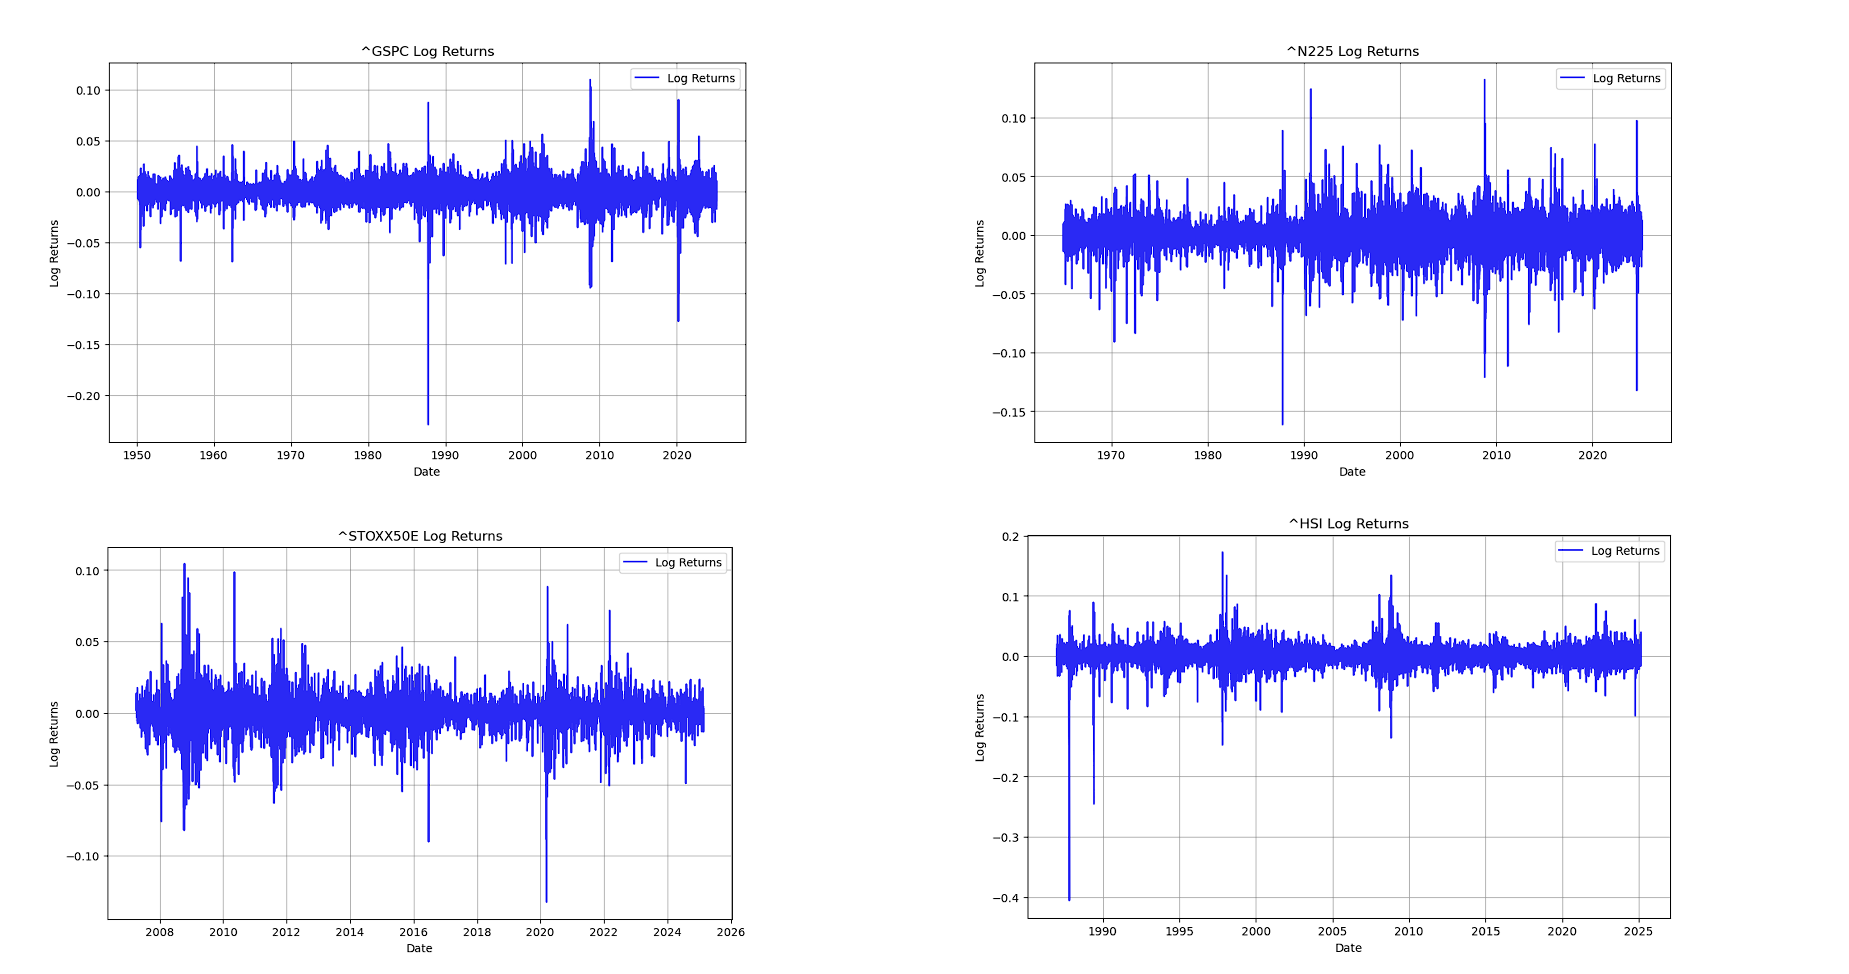 ^GSPC Log Returns
Log Returns
0.10
0.05
0.00
−0.05
−0.10
−0.15
−0.20
Log Returns
1950 1960 1970 1980 1990 2000 2010 2020
Date
^N225 Log Returns
Log Returns
0.10
0.05
0.00
−0.05
−0.10
−0.15
Log Returns
1970 1980 1990 2000 2010 2020
Date
^STOXX50E Log Returns
Log Returns
0.10
0.05
0.00
−0.05
−0.10
Log Returns
2008 2010 2012 2014 2016 2018 2020 2022 2024 2026
Date
^HSI Log Returns
Log Returns
0.2
0.1
0.0
−0.1
−0.2
−0.3
−0.4
Log Returns
1990 1995 2000 2005 2010 2015 2020 2025
Date